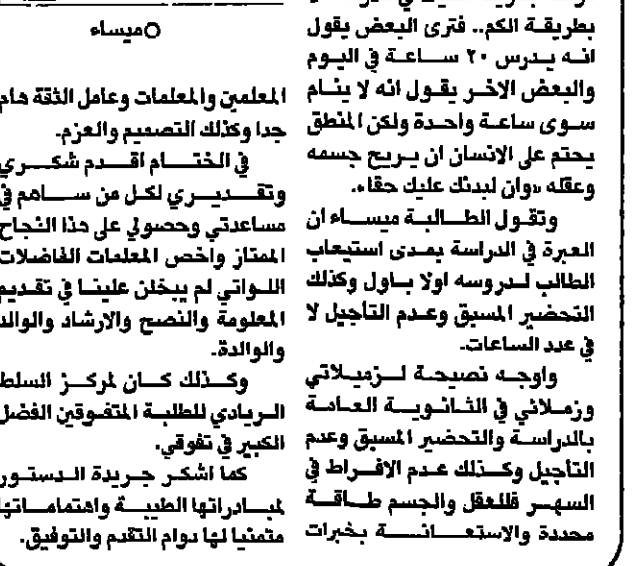 بطريقة الكم.. فترى البعض يقول
انه يدرس ٢٠ ساعة في اليوم
والبعض الاخر يقول انه لا ينام
سوى ساعة واحدة ولكن المنطق
يحتم على الانسان ان يريح جسمه
وعقله «وان لبدنك عليك حقا».
وتقول الطالبة ميساء ان
العبرة في الدراسة بمدى استيعاب
الطالب لدروسه اولا باول وكذلك
التحضير المسبق وعدم التأجيل لا
في عدد الساعات.
واوجه نصيحة لزميلاتي
وزملائي في الثانوية العامة
بالدراسة والتحضير المسبق وعدم
التأجيل وكذلك عدم الافراط في
السهر فللعقل والجسم طاقة
محددة والاستعانة بخبرات
○ميساء
المعلمين والمعلمات وعامل الثقة هام
جدا وكذلك التصميم والعزم.
في الختام اقدم شكري
وتقديري لكل من ساهم في
مساعدتي وحصولي على هذا النجاح
الممتاز واخص المعلمات الفاضلات
اللواتي لم يبخلن علينا في تقديم
المعلومة والنصح والارشاد والوالد
والوالدة.
وكذلك كان لمركز السلط
الريادي للطلبة المتفوقين الفضل
الكبير في تفوقي.
كما اشكر جريدة الدستور
لمبادراتها الطيبة واهتماماتها
متمنيا لها دوام التقدم والتوفيق.